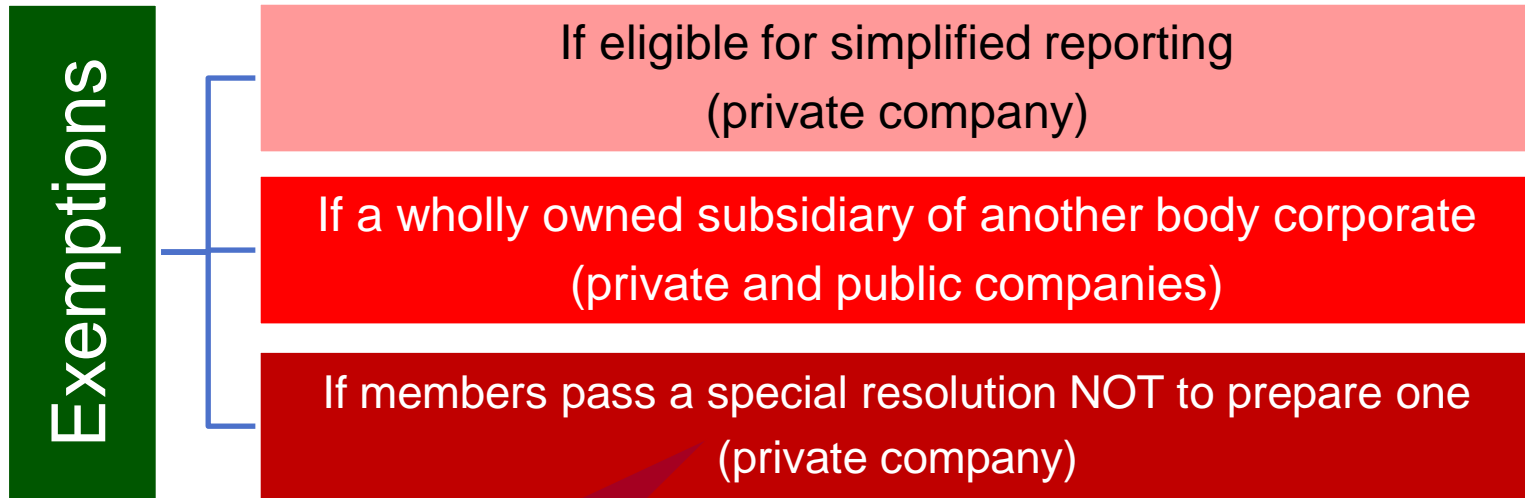 Exemptions
If eligible for simplified reporting
(private company)
If a wholly owned subsidiary of another body corporate
(private and public companies)
If members pass a special resolution NOT to prepare one
(private company)